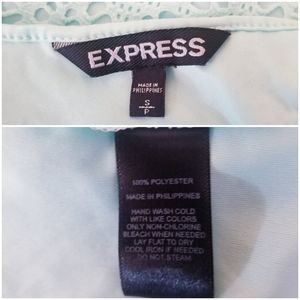 EXPRESS
MADE IN
PHILIPPINES
S
P
100% POLYESTER
MADE IN PHILIPPINES
HAND WASH COLD
WITH LIKE COLORS
ONLY NON-CHLORINE
BLEACH WHEN NEEDED
LAY FLAT TO DRY
COOL IRON IF NEEDED
DO NOT STEAM